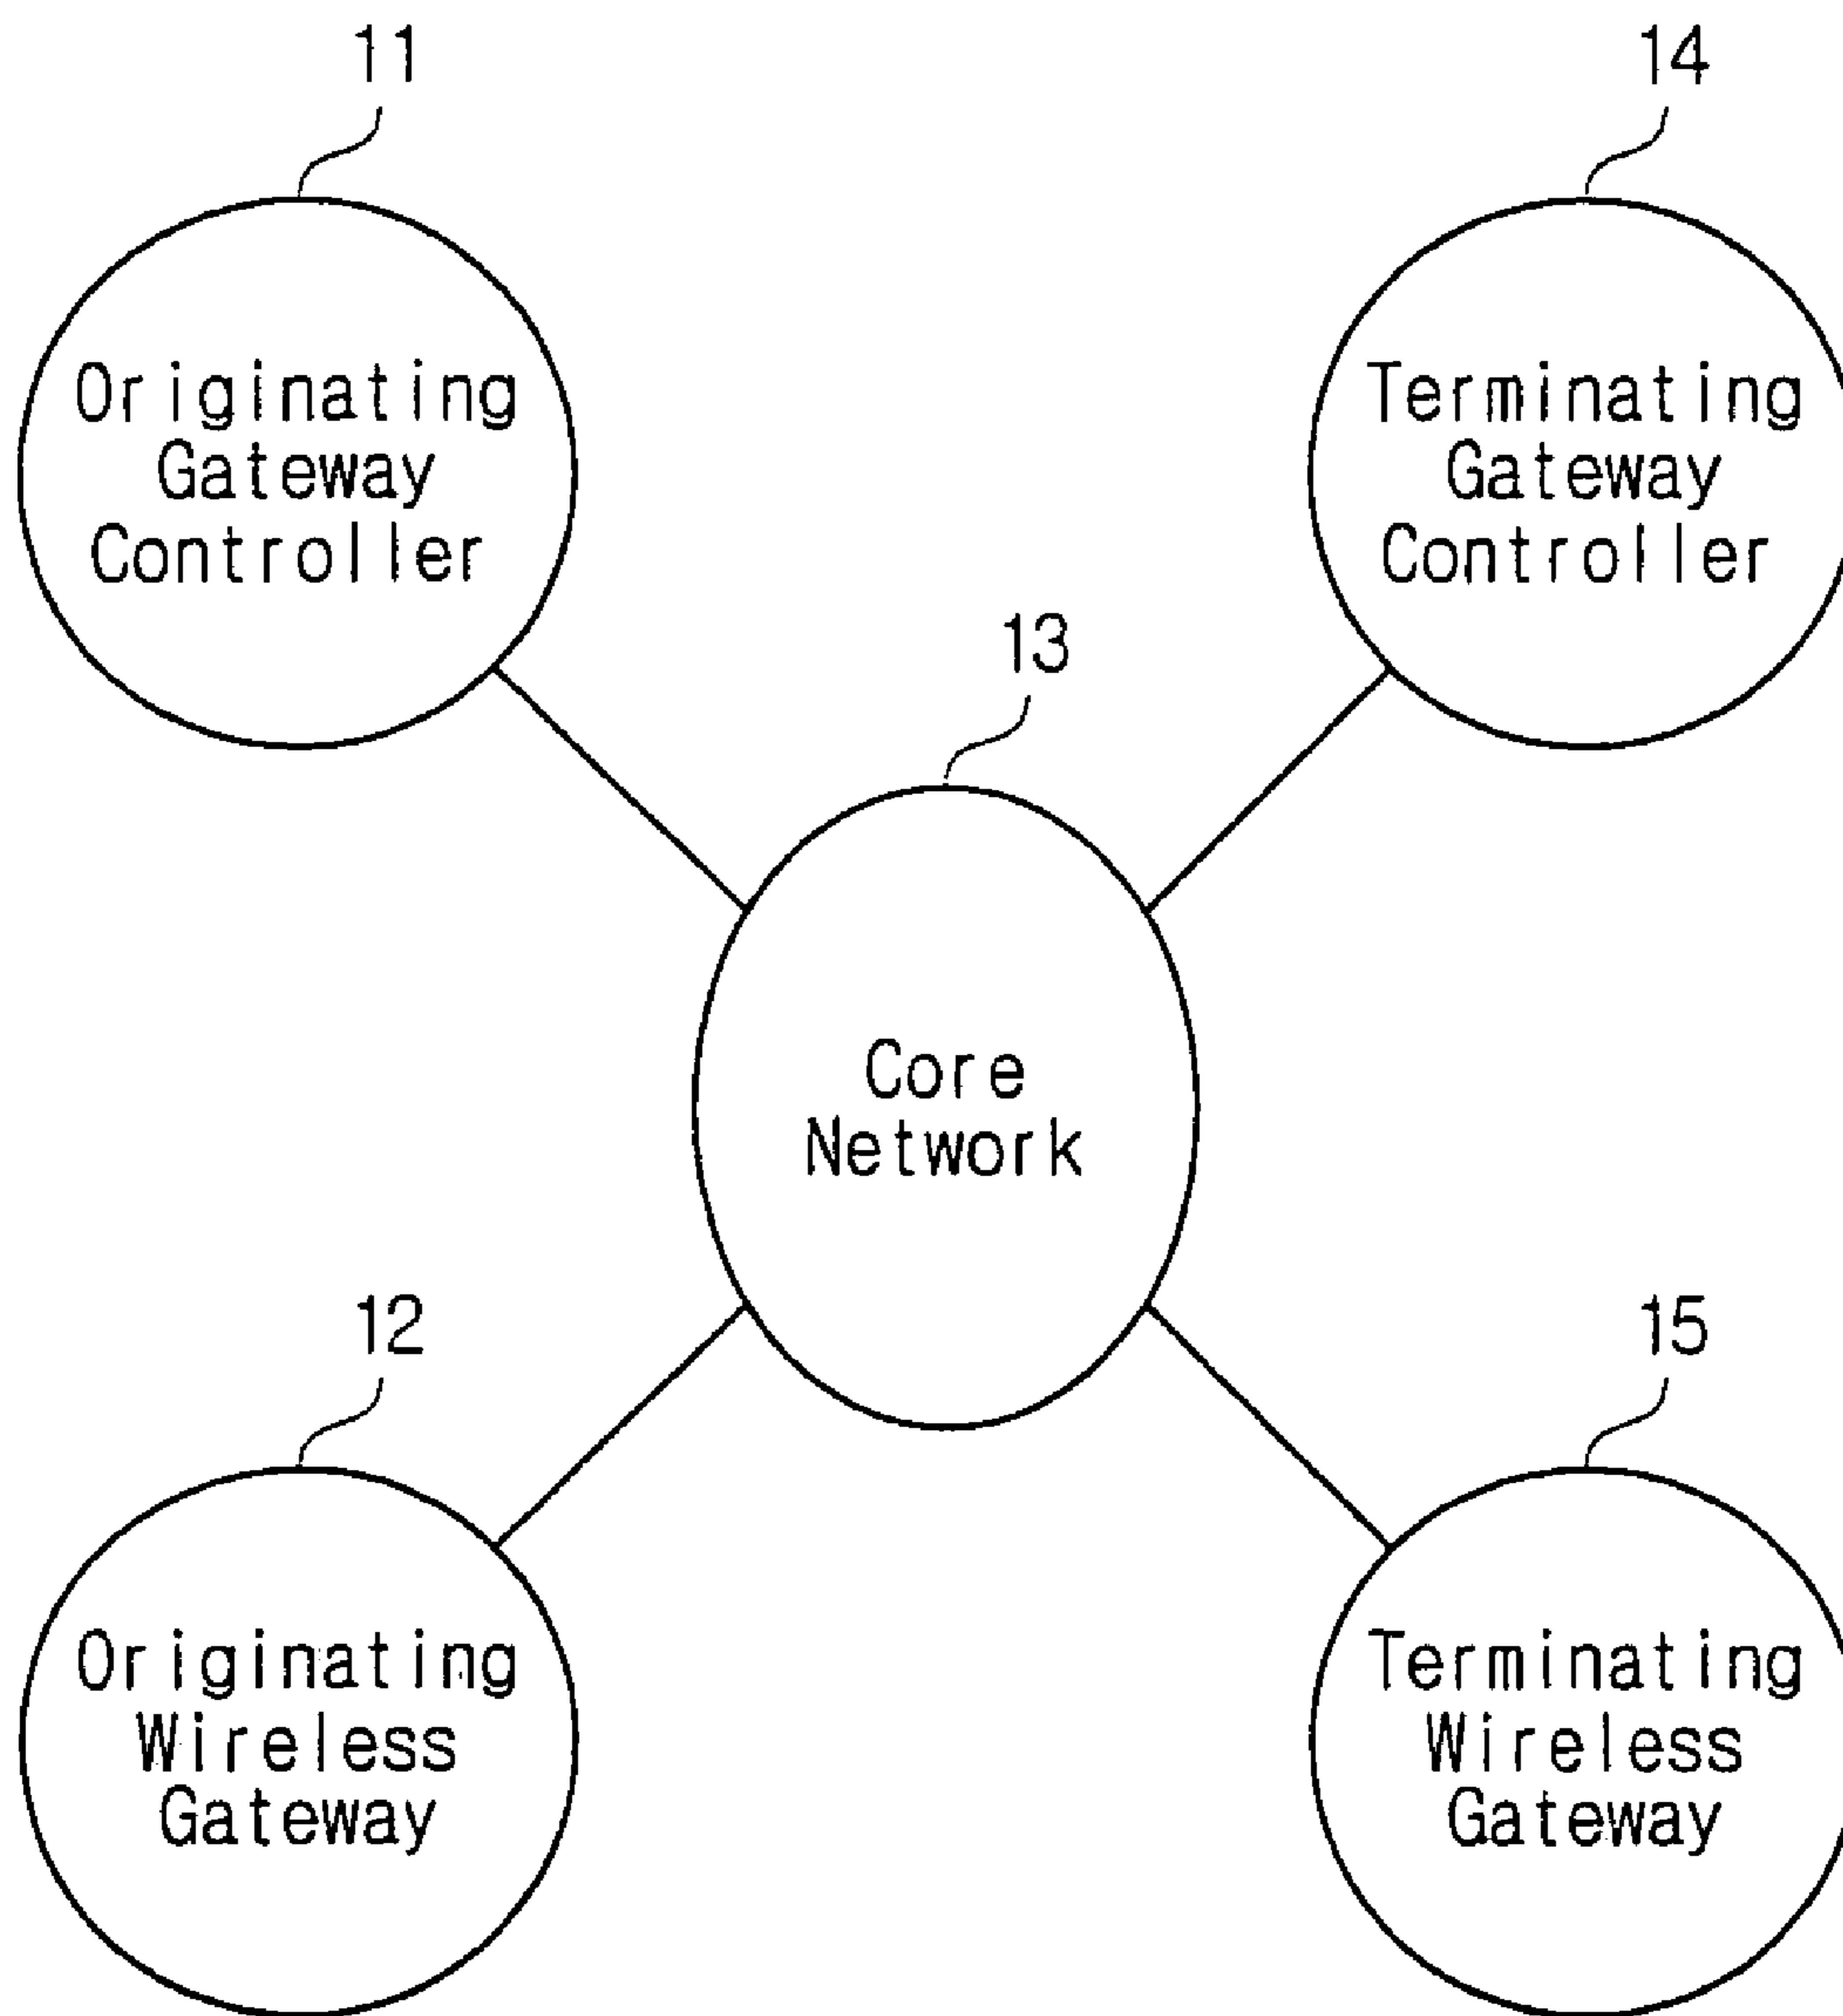 11
14
Originating
Gateway
Controller
Terminating
Gateway
Controller
13
Core
Network
12
15
Originating
Wireless
Gateway
Terminating
Wireless
Gateway